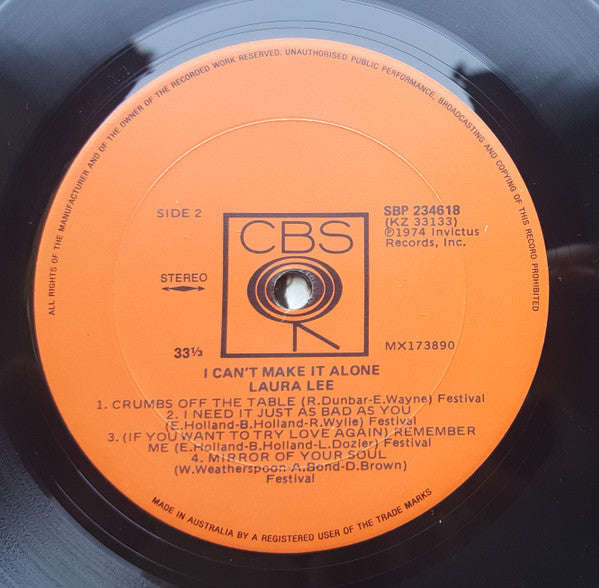 ALL RIGHTS OF THE MANUFACTURER AND OF THE OWNER OF THE RECORDED WORK RESERVED. UNAUTHORISED PUBLIC PERFORMANCE, BROADCASTING AND COPYING OF THIS RECORD PROHIBITED
SIDE 2
SBP 234618
(KZ 33133)
℗1974 Invictus
Records, Inc.
CBS
STEREO
33⅓
MX173890
I CAN'T MAKE IT ALONE
LAURA LEE
1. CRUMBS OFF THE TABLE (R.Dunbar-E.Wayne) Festival
2. I NEED IT JUST AS BAD AS YOU
(E.Holland-B.Holland-R.Wylie) Festival
3. (IF YOU WANT TO TRY LOVE AGAIN) REMEMBER
ME (E.Holland-B.Holland-L.Dozier) Festival
4. MIRROR OF YOUR SOUL
(W.Weatherspoon-A.Bond-D.Brown)
Festival
MADE IN AUSTRALIA BY A REGISTERED USER OF THE TRADE MARKS